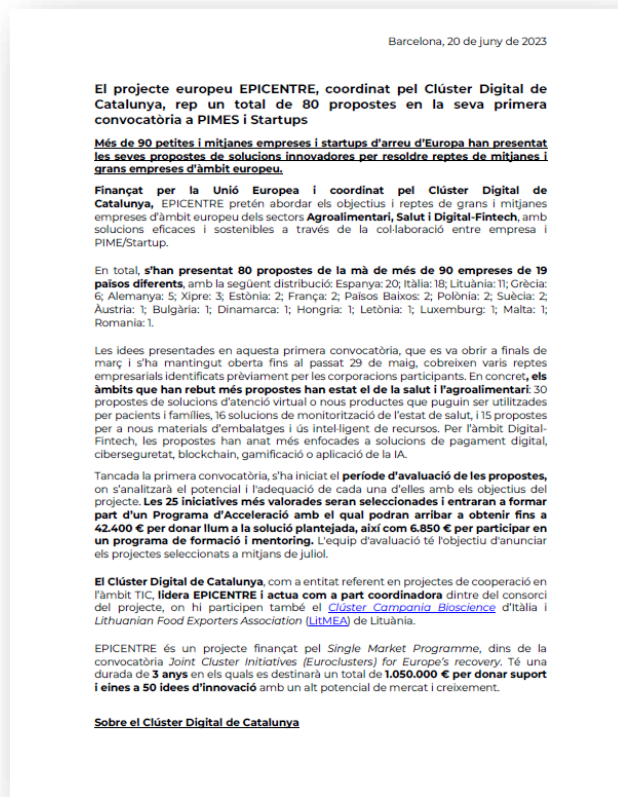 Barcelona, 20 de juny de 2023
El projecte europeu EPICENTRE, coordinat pel Clúster Digital de
Catalunya, rep un total de 80 propostes en la seva primera
convocatòria a PIMES i Startups
Més de 90 petites i mitjanes empreses i startups d'arreu d'Europa han presentat
les seves propostes de solucions innovadores per resoldre reptes de mitjanes i
grans empreses d'àmbit europeu.
Finançat per la Unió Europea i coordinat pel Clúster Digital de
Catalunya, EPICENTRE pretén abordar els objectius i reptes de grans i mitjanes
empreses d'àmbit europeu dels sectors Agroalimentari, Salut i Digital-Fintech, amb
solucions eficaces i sostenibles a través de la col·laboració entre empresa i
PIME/Startup.
En total, s'han presentat 80 propostes de la mà de més de 90 empreses de 19
països diferents, amb la següent distribució: Espanya: 20; Itàlia: 18; Lituània: 11; Grècia:
6; Alemanya: 5; Xipre: 3; Estònia: 2; França: 2; Països Baixos: 2; Polònia: 2; Suècia: 2;
Àustria: 1; Bulgària: 1; Dinamarca: 1; Hongria: 1; Letònia: 1; Luxemburg: 1; Malta: 1;
Romania: 1.
Les idees presentades en aquesta primera convocatòria, que es va obrir a finals de
març i s'ha mantingut oberta fins al passat 29 de maig, cobreixen varis reptes
empresarials identificats prèviament per les corporacions participants. En concret, els
àmbits que han rebut més propostes han estat el de la salut i l'agroalimentari: 30
propostes de solucions d'atenció virtual o nous productes que puguin ser utilitzades
per pacients i famílies, 16 solucions de monitorització de l'estat de salut, i 15 propostes
per a nous materials d'embalatges i ús intel·ligent de recursos. Per l'àmbit Digital-
Fintech, les propostes han anat més enfocades a solucions de pagament digital,
ciberseguretat, blockchain, gamificació o aplicació de la IA.
Tancada la primera convocatòria, s'ha iniciat el període d'avaluació de les propostes,
on s'analitzarà el potencial i l'adequació de cada una d'elles amb els objectius del
projecte. Les 25 iniciatives més valorades seran seleccionades i entraran a formar
part d'un Programa d'Acceleració amb el qual podran arribar a obtenir fins a
42.400 € per donar llum a la solució plantejada, així com 6.850 € per participar en
un programa de formació i mentoring. L'equip d'avaluació té l'objectiu d'anunciar
els projectes seleccionats a mitjans de juliol.
El Clúster Digital de Catalunya, com a entitat referent en projectes de cooperació en
l'àmbit TIC, lidera EPICENTRE i actua com a part coordinadora dintre del consorci
del projecte, on hi participen també el Clúster Campania Bioscience d'Itàlia i
Lithuanian Food Exporters Association (LitMEA) de Lituània.
EPICENTRE és un projecte finançat pel Single Market Programme, dins de la
convocatòria Joint Cluster Initiatives (Euroclusters) for Europe's recovery. Té una
durada de 3 anys en els quals es destinarà un total de 1.050.000 € per donar suport
i eines a 50 idees d'innovació amb un alt potencial de mercat i creixement.
Sobre el Clúster Digital de Catalunya